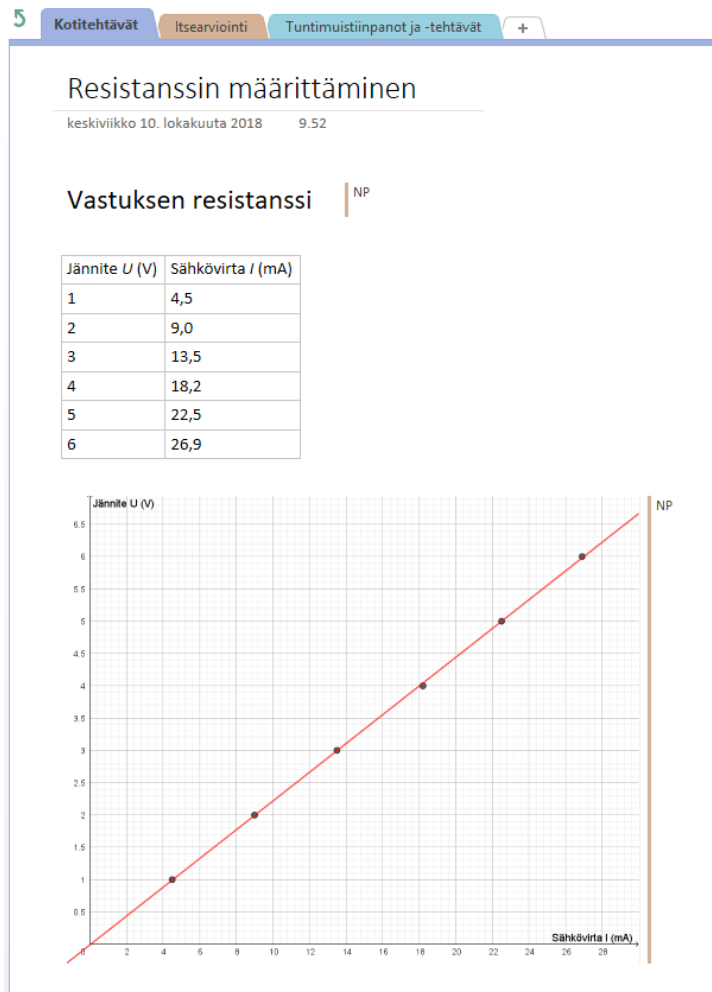 Kotitehtävät Itsearviointi Tuntimuistiinpanot ja -tehtävät +
Resistanssin määrittäminen
keskiviikko 10. lokakuuta 2018 9.52
Vastuksen resistanssi NP
Jännite U (V) Sähkövirta I (mA)
1 4,5
2 9,0
3 13,5
4 18,2
5 22,5
6 26,9
Jännite U (V) NP
6.5
6
5.5
5
4.5
4
3.5
3
2.5
2
1.5
1
0.5
Sähkövirta I (mA)
0 2 4 6 8 10 12 14 16 18 20 22 24 26 28